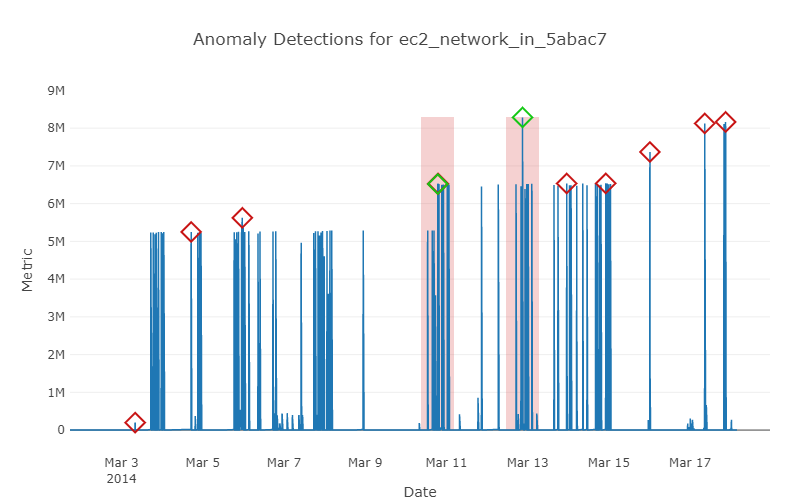 Anomaly Detections for ec2_network_in_5abac7
9M
8M
7M
6M
5M
4M
3M
2M
1M
0
Metric
Mar 3 Mar 5 Mar 7 Mar 9 Mar 11 Mar 13 Mar 15 Mar 17
2014
Date